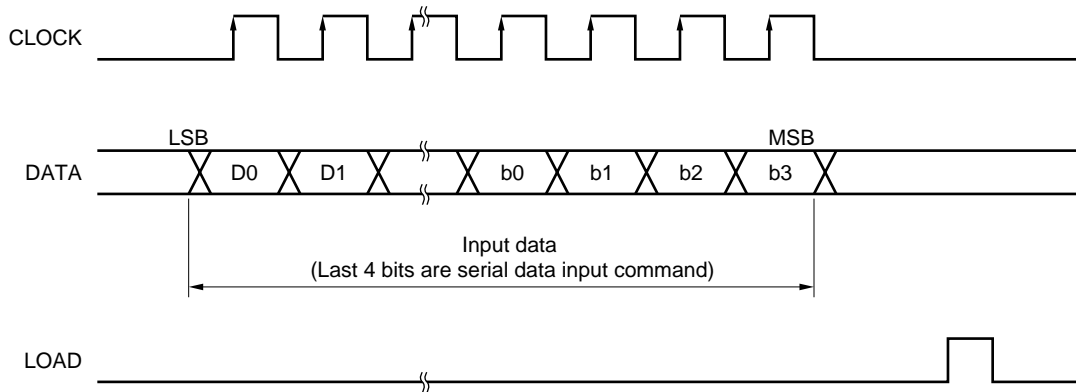 CLOCK
LSB
MSB
DATA
D0
D1
b0
b1
b2
b3
Input data
(Last 4 bits are serial data input command)
LOAD